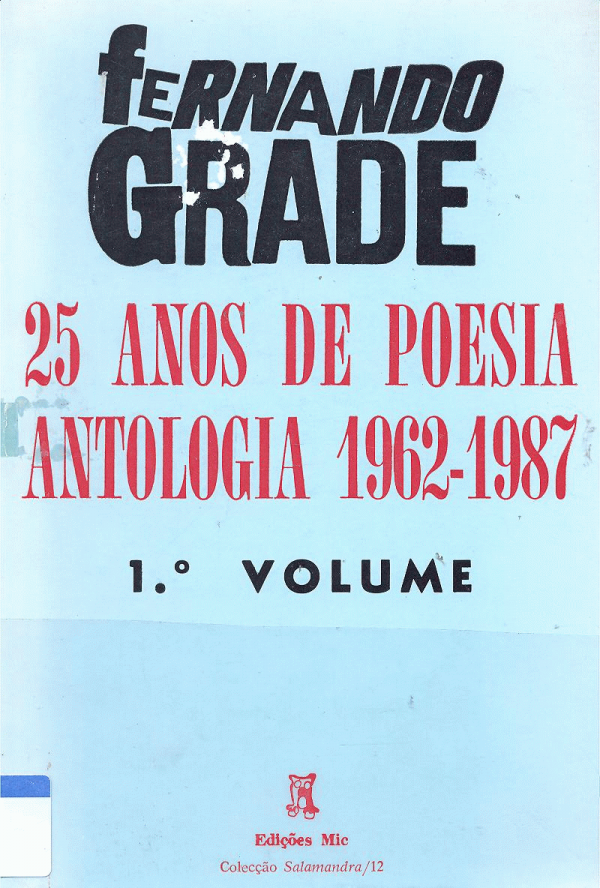 fERNANDO
GRADE
25 ANOS DE POESIA
ANTOLOGIA 1962-1987
1.º VOLUME
Edições Mic
Colecção Salamandra/12